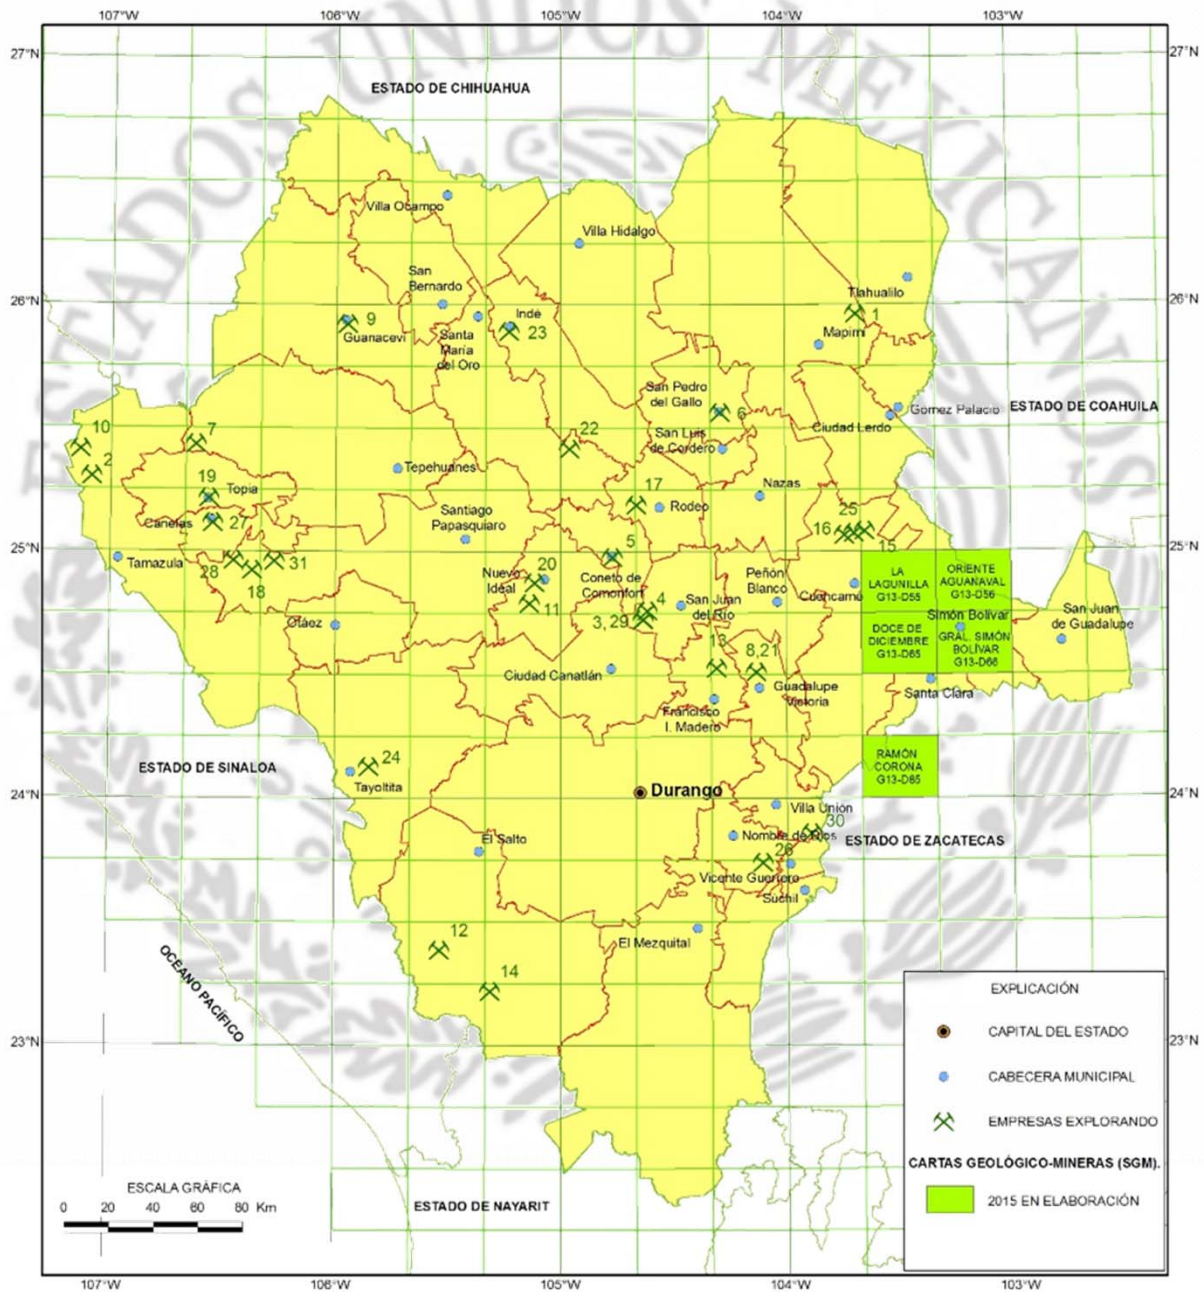 107°W 106°W 105°W 104°W 103°W
27°N 27°N
ESTADOS UNIDOS MEXICANOS
ESTADO DE CHIHUAHUA
Villa Ocampo
Villa Hidalgo
San
Bernardo
26°N 26°N
Tlahualilo
9
Guanaceví
Indé
23
1
Mapimí
Santa
María
del Oro
San Pedro
del Gallo
6
Gomez Palacio
ESTADO DE COAHUILA
Ciudad Lerdo
10
7
22
San Luis
de Cordero
2
19
Topia
Tepehuanes
17
Nazas
Rodeo
Canelas
27
Santiago
Papasquiaro
25
16
15
25°N 25°N
5
Tamazula
28
31
18
20
Nuevo
Ideal
Coneto de
Comonfort
Peñón
Blanco
Cuencamé
LA
LAGUNILLA
G13-D55
ORIENTE
AGUANAVAL
G13-D56
11
4
3, 29
San Juan
del Río
Otáez
Simón Bolívar
San Juan
de Guadalupe
DOCE DE
DICIEMBRE
G13-D65
GRAL. SIMÓN
BOLÍVAR
G13-D66
13
8,21
Ciudad Canatlán
Guadalupe
Victoria
Santa Clara
Francisco
I. Madero
24
ESTADO DE SINALOA
Tayoltita
RAMÓN
CORONA
G13-D85
24°N 24°N
Durango
Villa Unión
30
El Salto
Nombre de Dios
ESTADO DE ZACATECAS
26
Vicente Guerrero
Suchil
12
El Mezquital
14
OCEANO PACÍFICO
23°N 23°N
EXPLICACIÓN
CAPITAL DEL ESTADO
CABECERA MUNICIPAL
EMPRESAS EXPLORANDO
CARTAS GEOLÓGICO-MINERAS (SGM).
2015 EN ELABORACIÓN
ESCALA GRÁFICA
0 20 40 60 80 Km
ESTADO DE NAYARIT
107°W 106°W 105°W 104°W 103°W